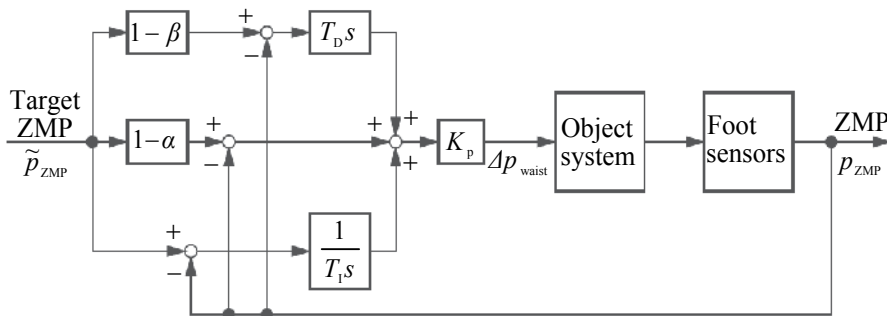 1 − β
+
−
T_D s
Target
ZMP
p̃_ZMP
1−α
+
−
+
+
+
K_p
Δp_waist
Object
system
Foot
sensors
ZMP
p_ZMP
+
−
1
T_I s